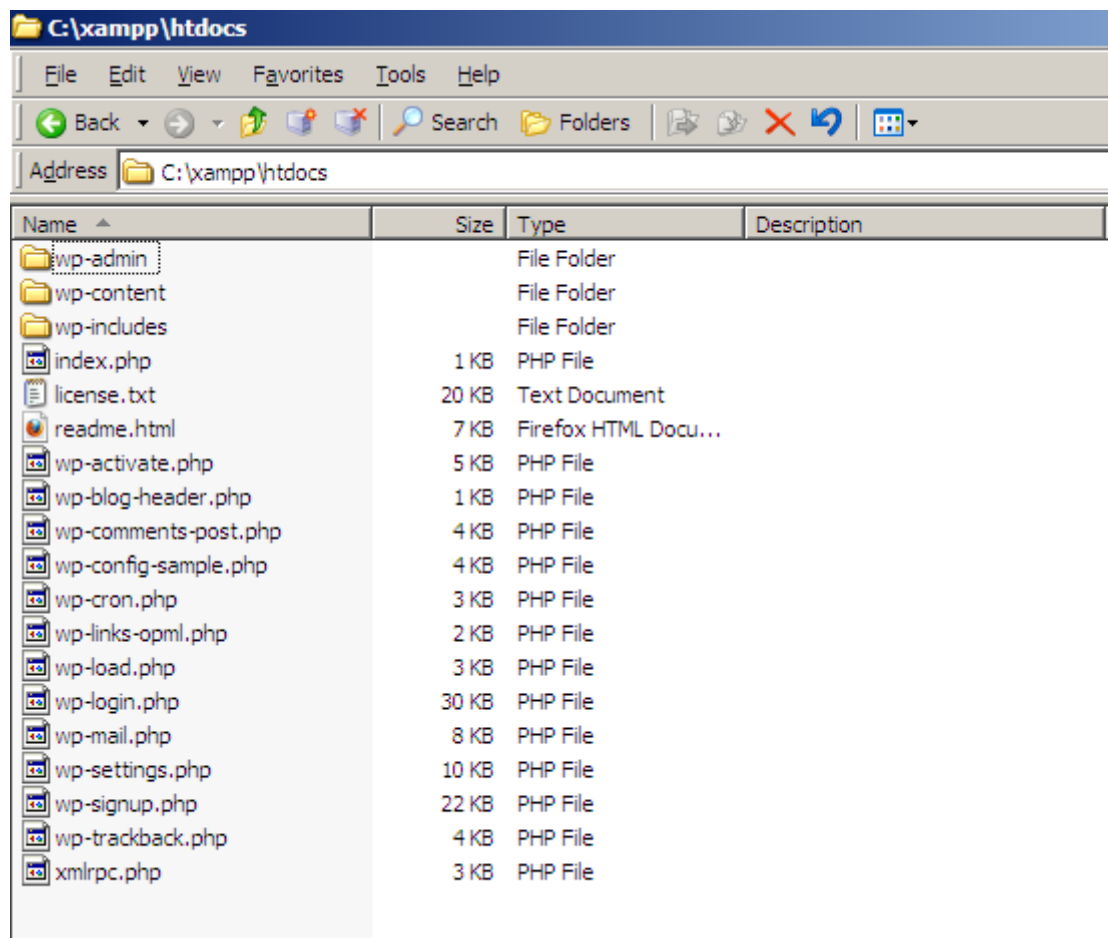 C:\xampp\htdocs
File Edit View Favorites Tools Help
Back Search Folders
Address C:\xampp\htdocs
Name Size Type Description
wp-admin File Folder
wp-content File Folder
wp-includes File Folder
index.php 1 KB PHP File
license.txt 20 KB Text Document
readme.html 7 KB Firefox HTML Docu...
wp-activate.php 5 KB PHP File
wp-blog-header.php 1 KB PHP File
wp-comments-post.php 4 KB PHP File
wp-config-sample.php 4 KB PHP File
wp-cron.php 3 KB PHP File
wp-links-opml.php 2 KB PHP File
wp-load.php 3 KB PHP File
wp-login.php 30 KB PHP File
wp-mail.php 8 KB PHP File
wp-settings.php 10 KB PHP File
wp-signup.php 22 KB PHP File
wp-trackback.php 4 KB PHP File
xmlrpc.php 3 KB PHP File